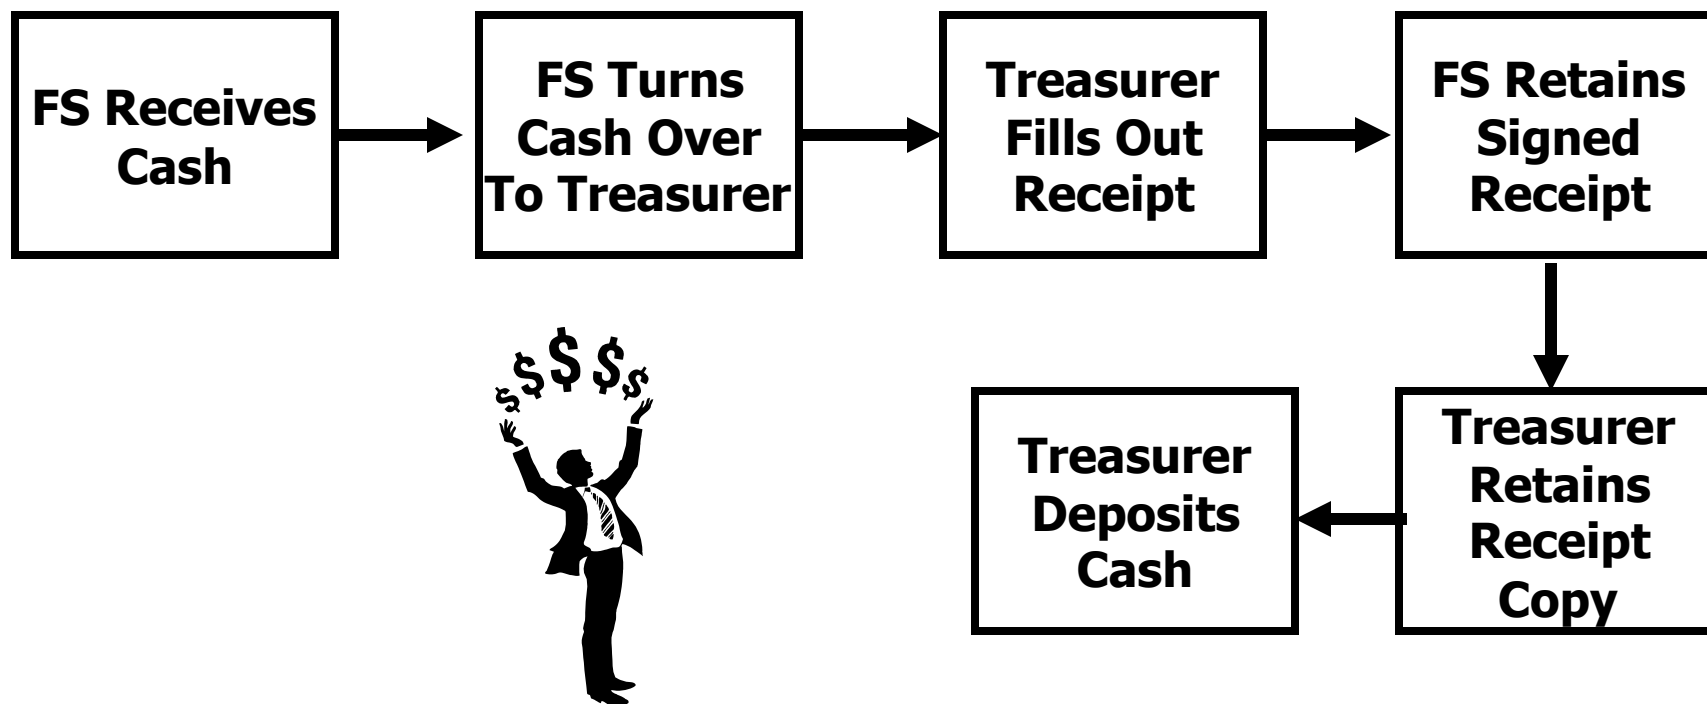 FS Receives
Cash
FS Turns
Cash Over
To Treasurer
Treasurer
Fills Out
Receipt
FS Retains
Signed
Receipt
Treasurer
Retains
Receipt
Copy
Treasurer
Deposits
Cash
$ $ $ $ $